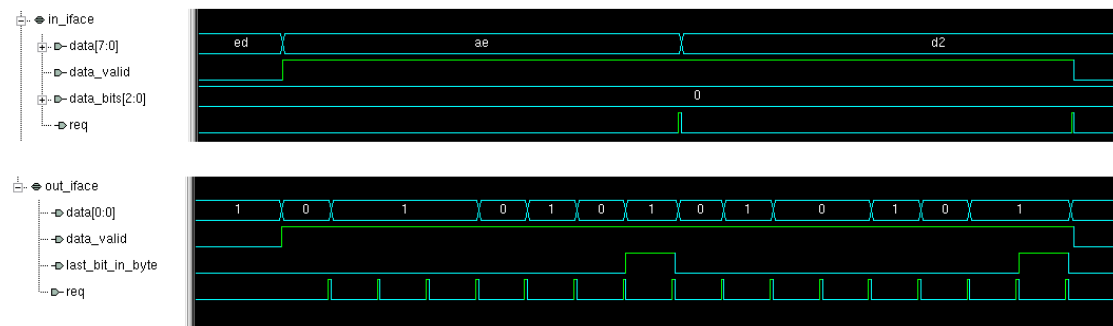 in_iface
data[7:0] ed ae d2
data_valid
data_bits[2:0] 0
req
out_iface
data[0:0] 1 0 1 0 1 0 1 0 1 0 1 0 1
data_valid
last_bit_in_byte
req